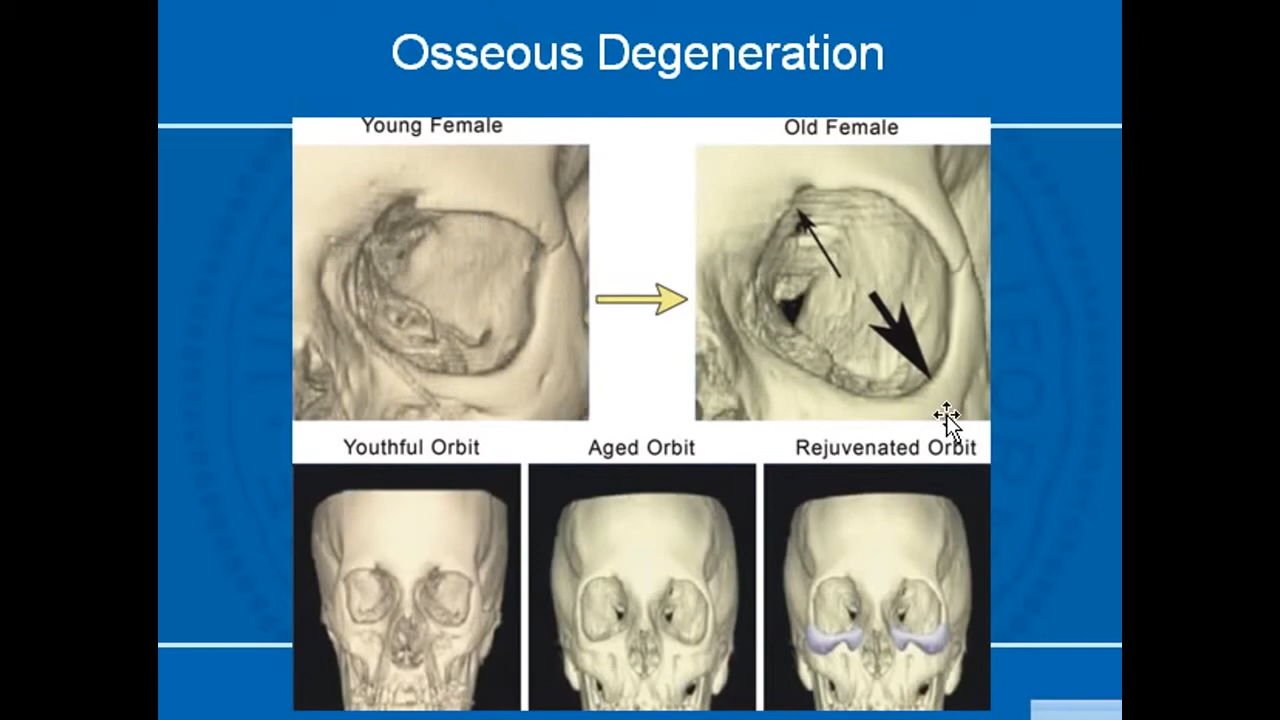 Osseous Degeneration
Young Female
Old Female
Youthful Orbit
Aged Orbit
Rejuvenated Orbit